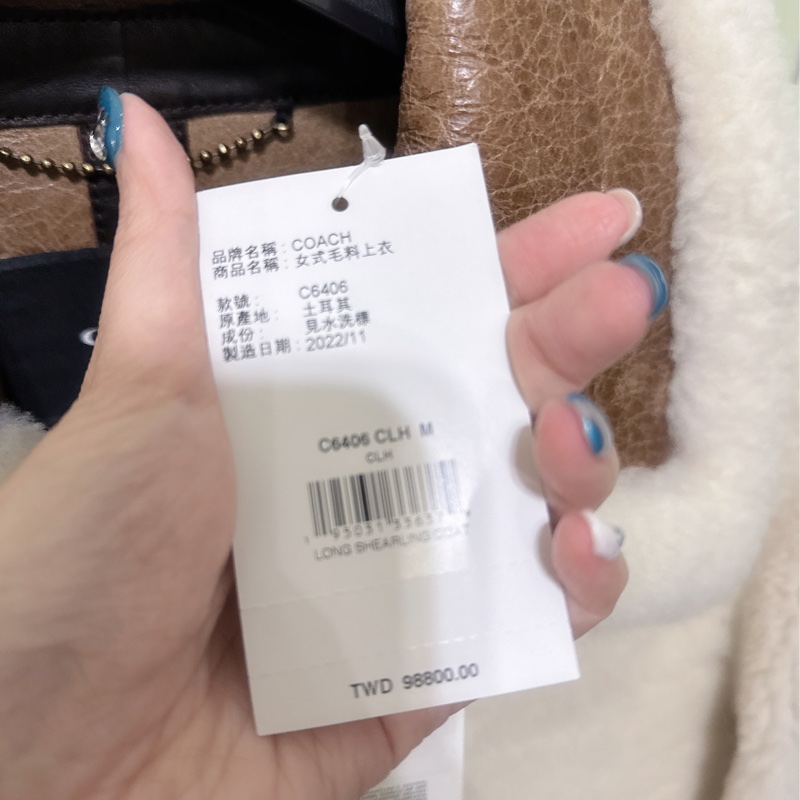 品牌名稱：COACH
商品名稱：女式毛料上衣
款號： C6406
原產地： 土耳其
成份： 見水洗標
製造日期：2022/11
C6406 CLH M
CLH
LONG SHEARLING COAT
TWD 98800.00